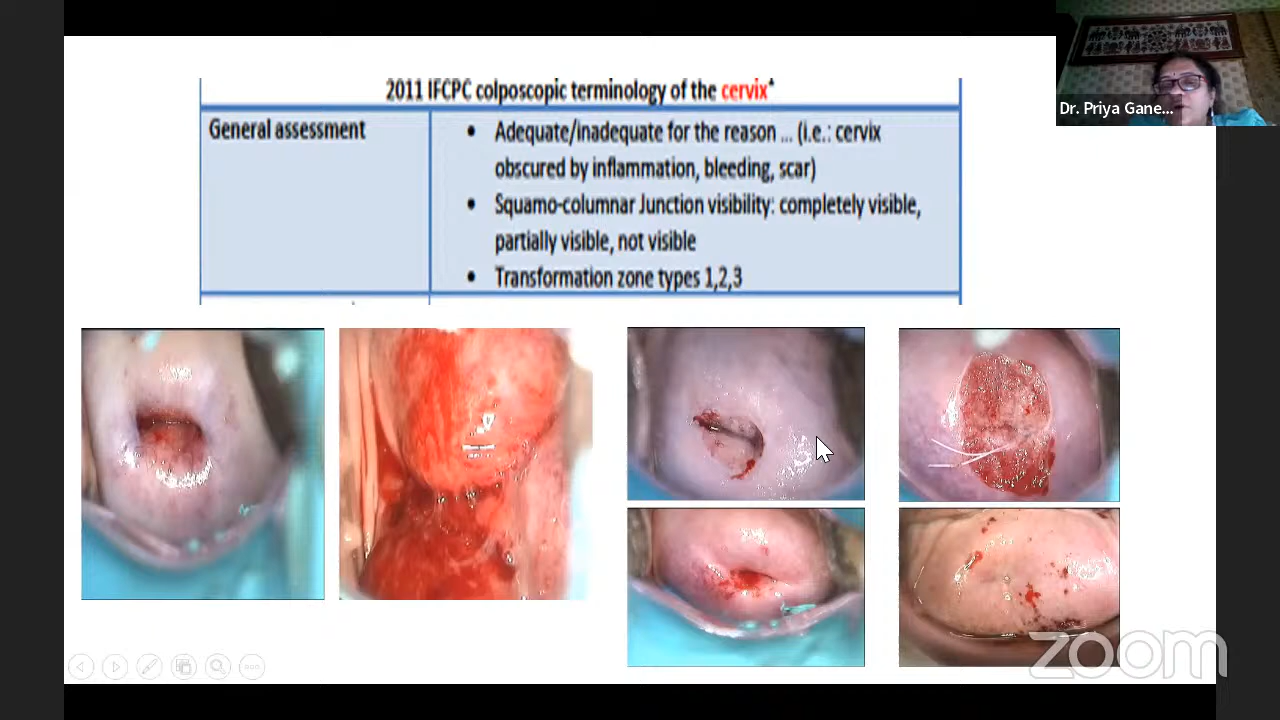 2011 IFCPC colposcopic terminology of the cervix*
General assessment
• Adequate/inadequate for the reason ... (i.e.: cervix
obscured by inflammation, bleeding, scar)
• Squamo-columnar Junction visibility: completely visible,
partially visible, not visible
• Transformation zone types 1,2,3
Dr. Priya Gane...
zoom